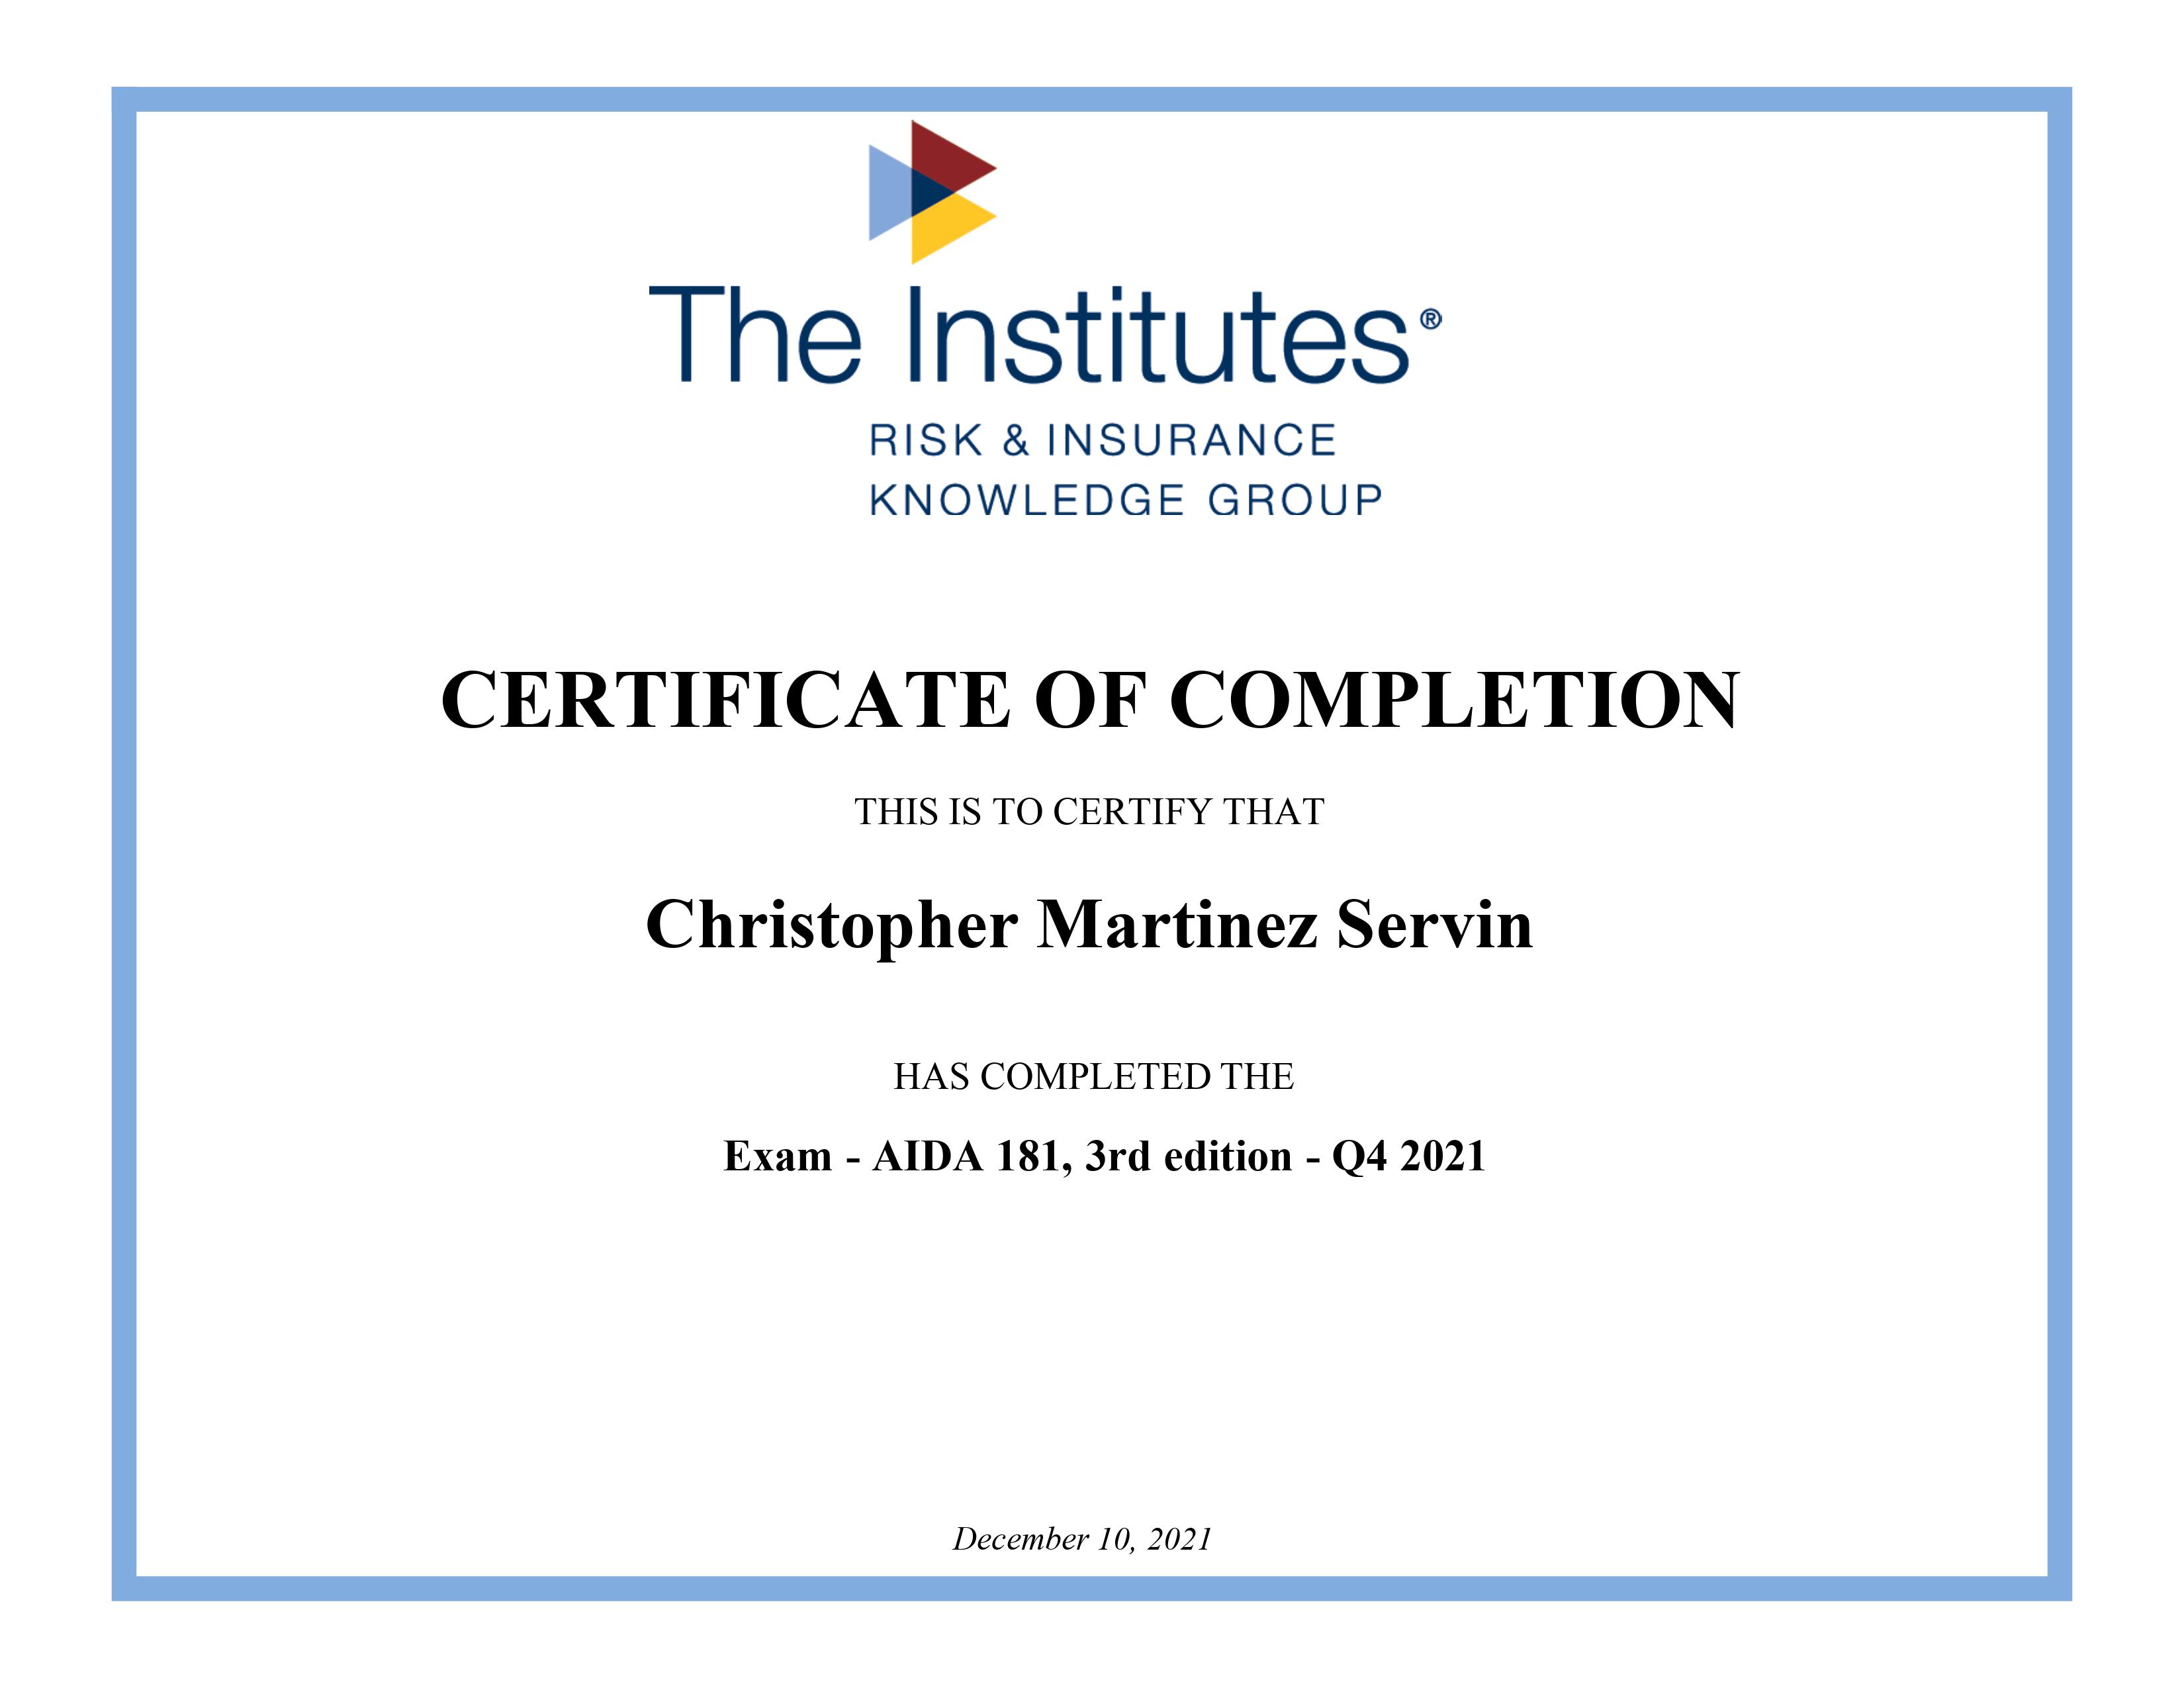 The Institutes®
RISK & INSURANCE
KNOWLEDGE GROUP
CERTIFICATE OF COMPLETION
THIS IS TO CERTIFY THAT
Christopher Martinez Servin
HAS COMPLETED THE
Exam - AIDA 181, 3rd edition - Q4 2021
December 10, 2021